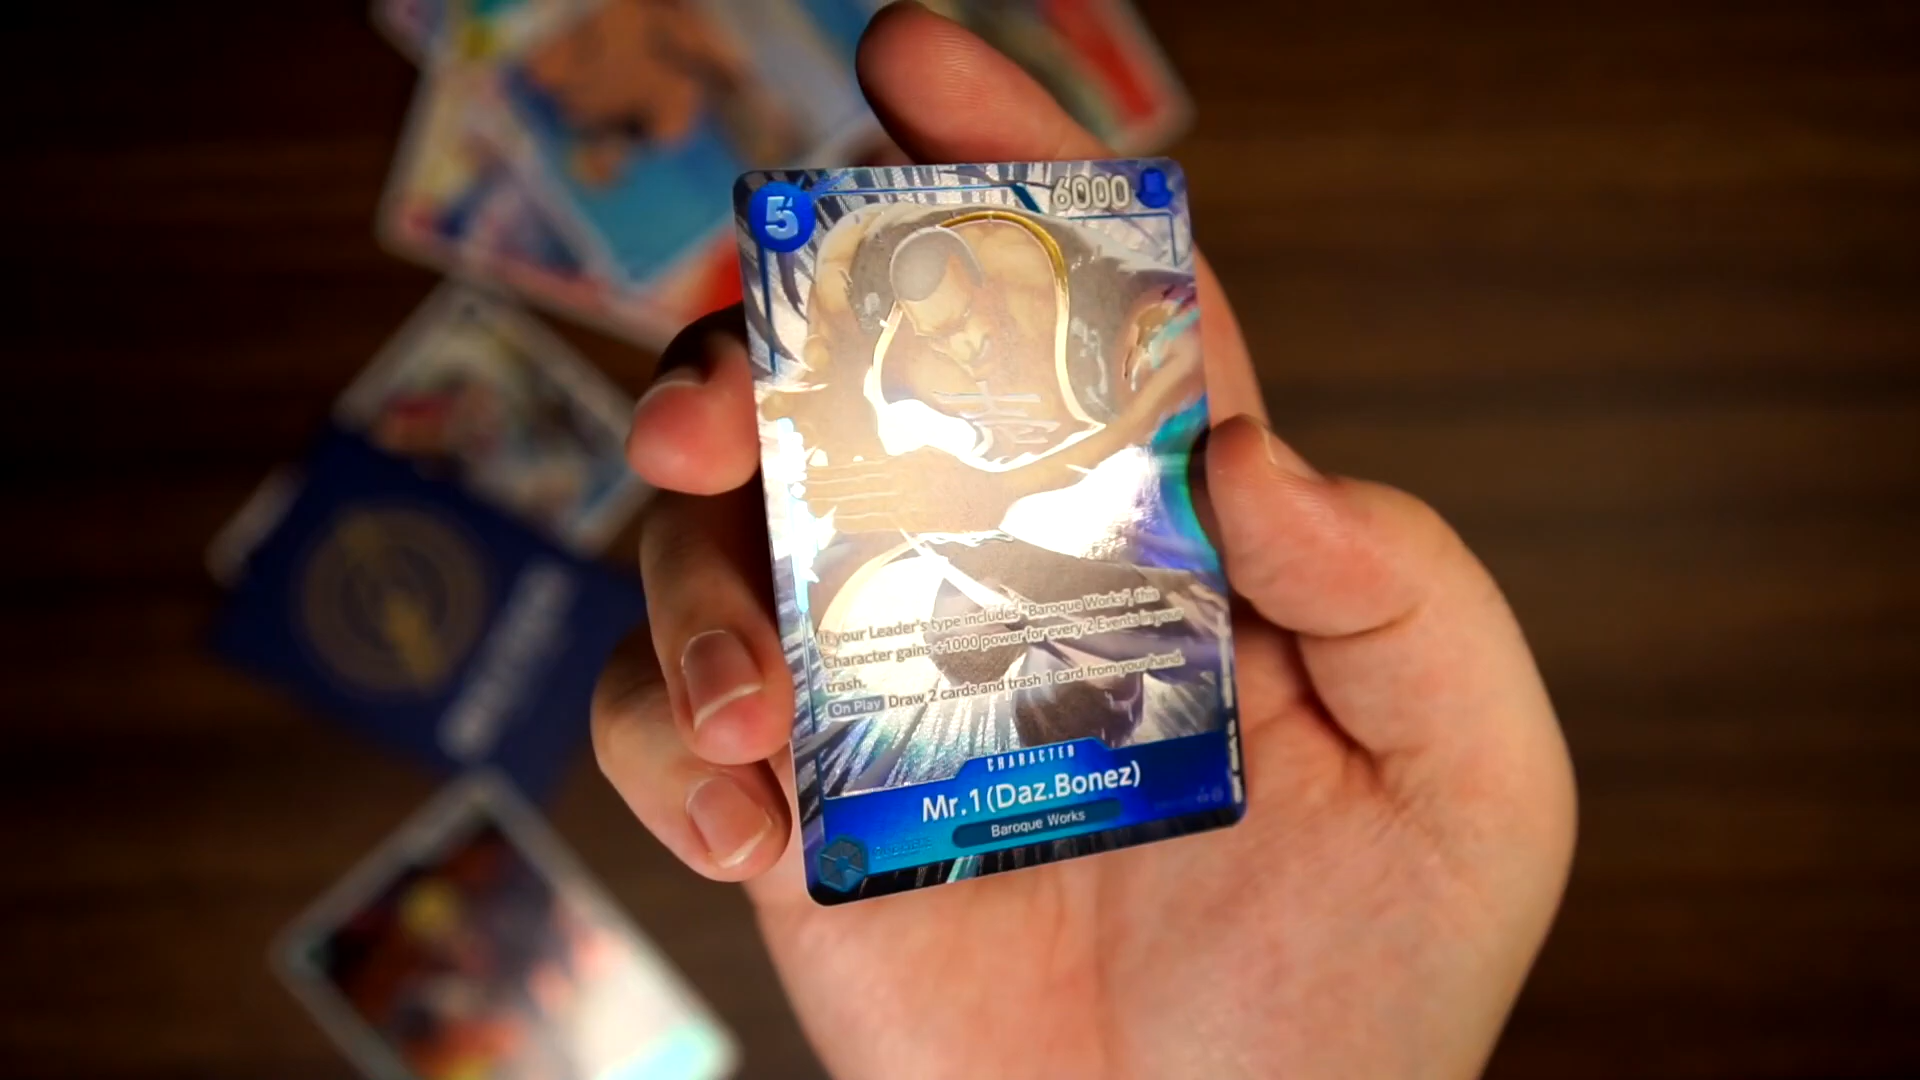 5
6000
If your Leader's type includes "Baroque Works", this
Character gains +1000 power for every 2 Events in your
trash.
On Play Draw 2 cards and trash 1 card from your hand.
CHARACTER
Mr.1(Daz.Bonez)
Baroque Works